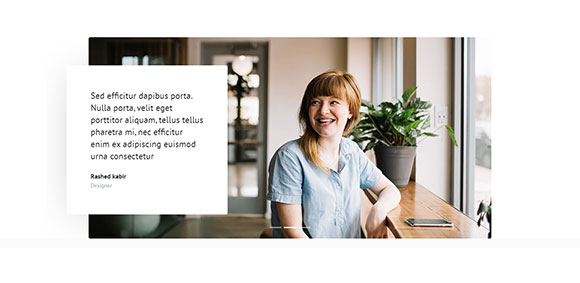 Sed efficitur dapibus porta.
Nulla porta, velit eget
porttitor aliquam, tellus tellus
pharetra mi, nec efficitur
enim ex adipiscing euismod
urna consectetur
Rashed kabir
Designer